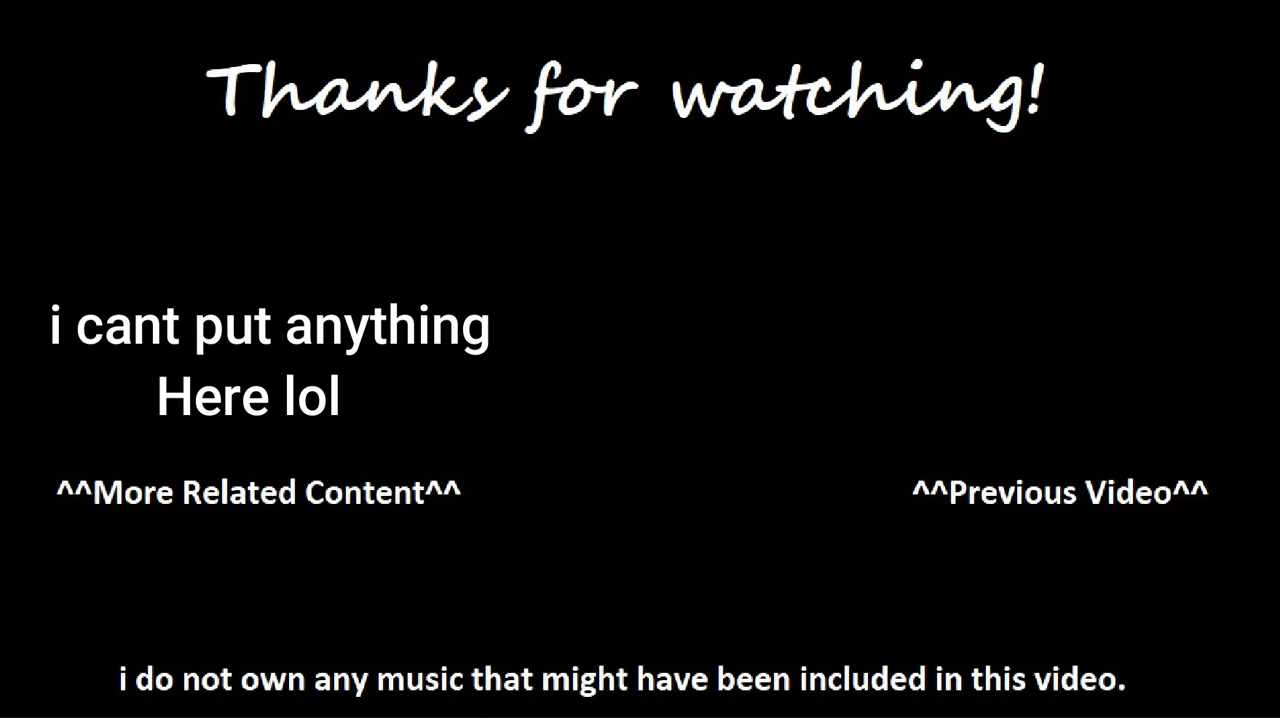 Thanks for watching!
i cant put anything
Here lol
^^More Related Content^^
^^Previous Video^^
i do not own any music that might have been included in this video.